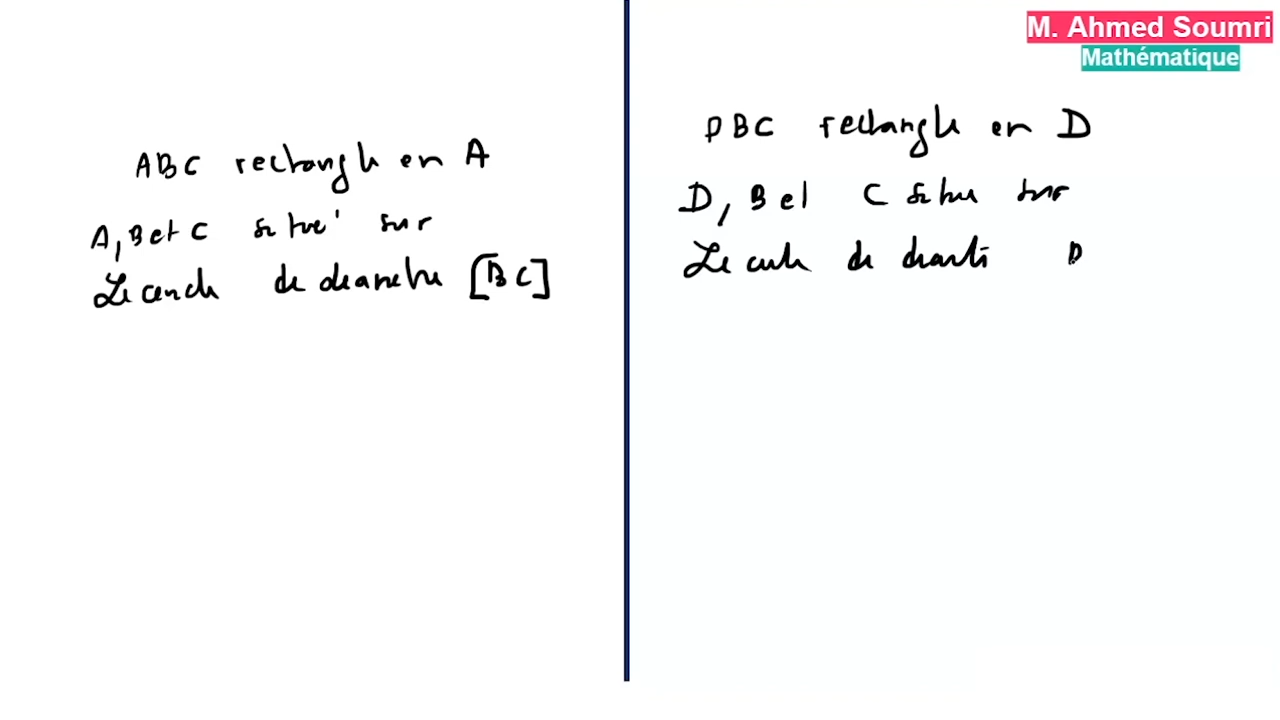 M. Ahmed Soumri
Mathématique
ABC rectangle en A
A, B et C situé sur
Le cercle de diamètre [BC]
DBC rectangle en D
D, B et C situe sur
Le cercle de